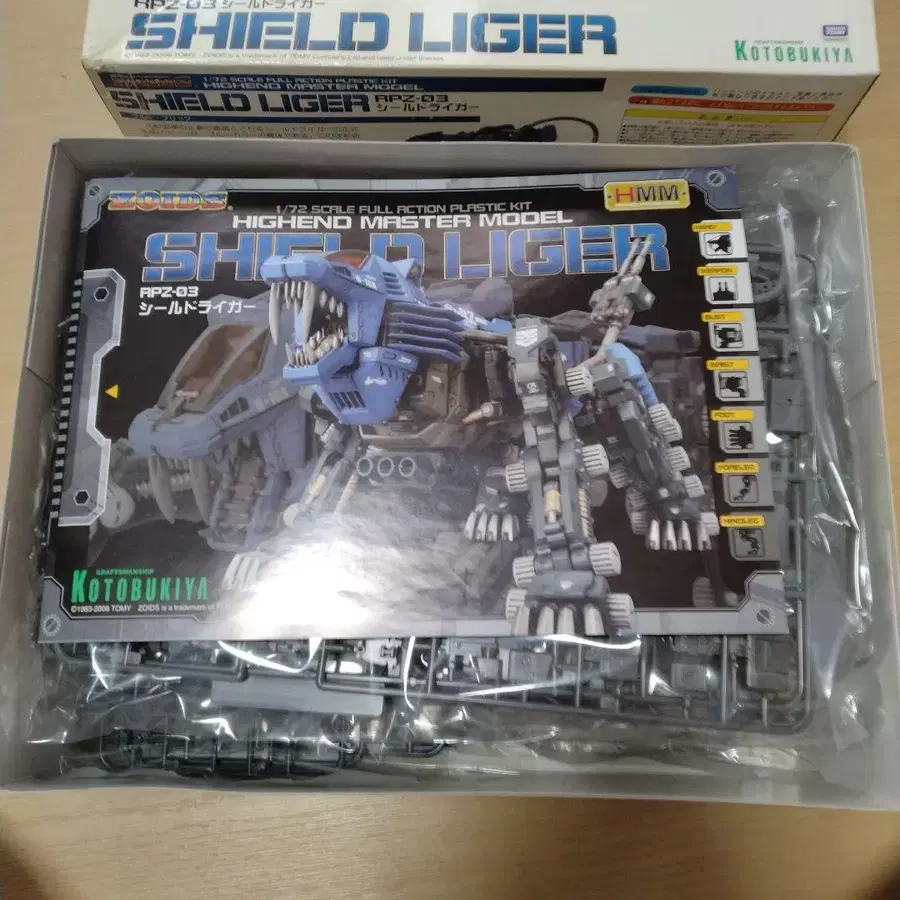 RPZ-03 シールドライガー
SHIELD LIGER
CRAFTSMANSHIP
KOTOBUKIYA
1/72 SCALE FULL ACTION PLASTIC KIT
HIGHEND MASTER MODEL
SHIELD LIGER RPZ-03
シールドライガー
ZOIDS
HMM
1/72 SCALE FULL ACTION PLASTIC KIT
HIGHEND MASTER MODEL
SHIELD LIGER
RPZ-03
シールドライガー
HEAD
WEAPON
BUST
WAIST
FOOT
FORELEG
HINDLEG
CRAFTSMANSHIP
KOTOBUKIYA
©1983-2006 TOMY ZOIDS is a trademark of